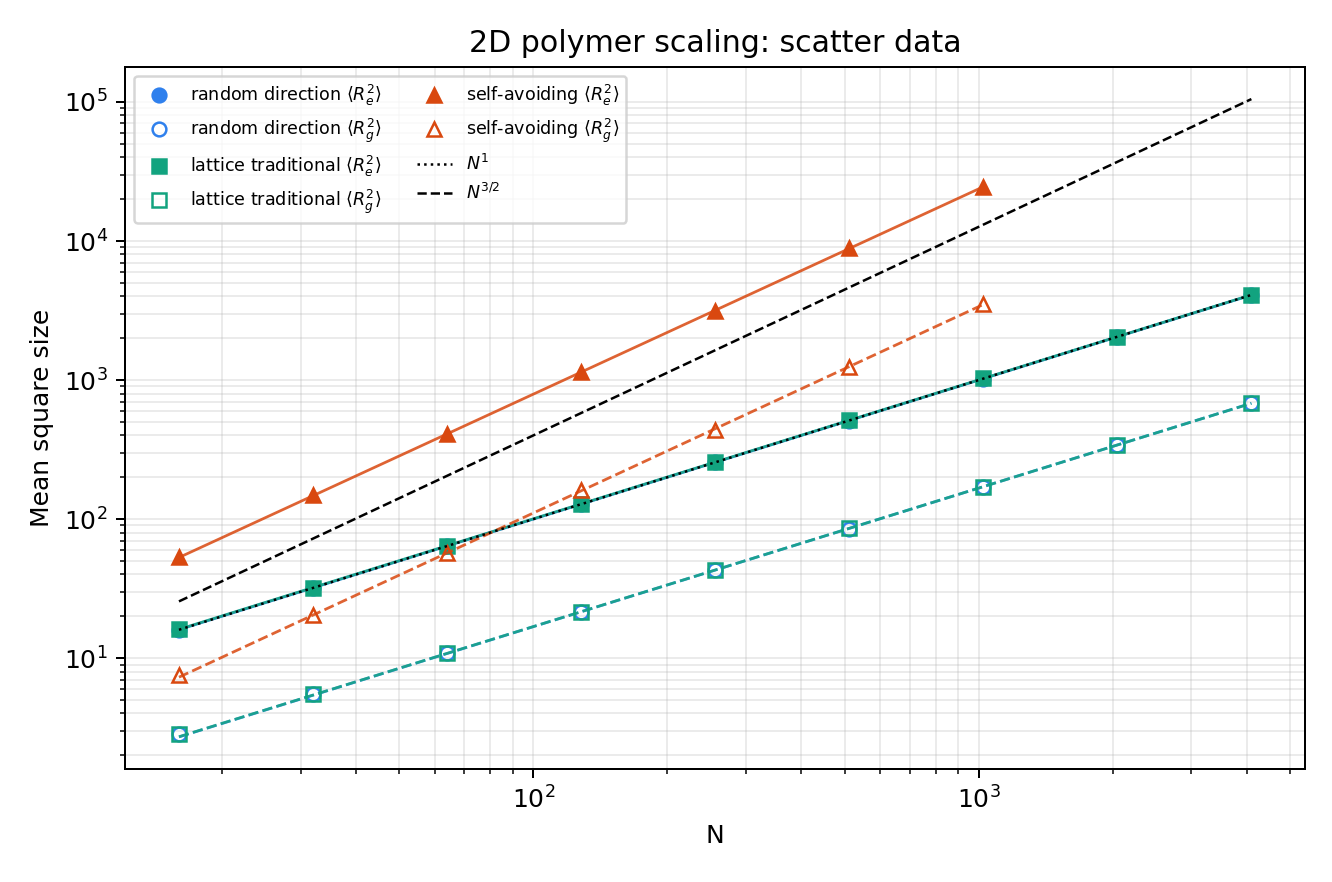 2D polymer scaling: scatter data
random direction ⟨R_e^2⟩
random direction ⟨R_g^2⟩
lattice traditional ⟨R_e^2⟩
lattice traditional ⟨R_g^2⟩
self-avoiding ⟨R_e^2⟩
self-avoiding ⟨R_g^2⟩
N^1
N^{3/2}
Mean square size
10^5
10^4
10^3
10^2
10^1
10^2
10^3
N